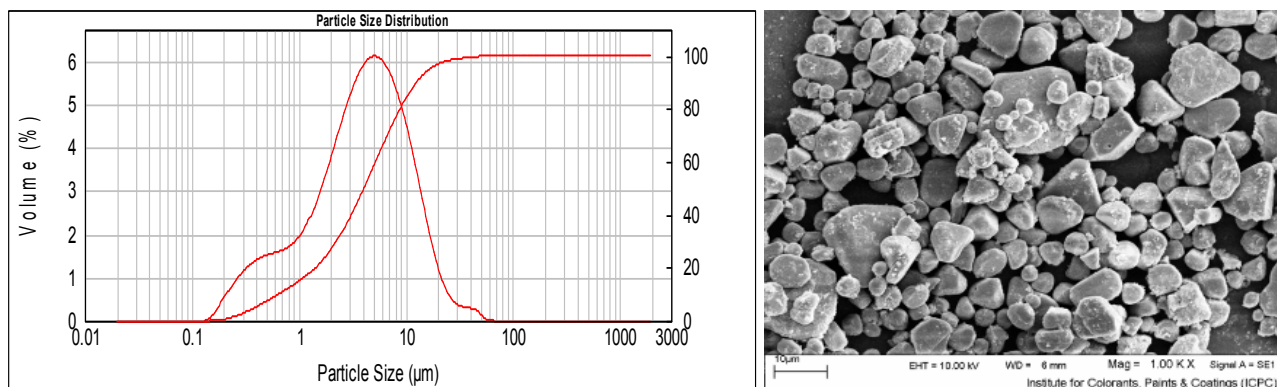 Particle Size Distribution
Volume (%)
6
5
4
3
2
1
0
100
80
60
40
20
0
0.01 0.1 1 10 100 1000 3000
Particle Size (µm)
10µm
EHT = 10.00 kV WD = 6 mm Mag = 1.00 K X Signal A = SE1
Institute for Colorants, Paints & Coatings (ICPC)